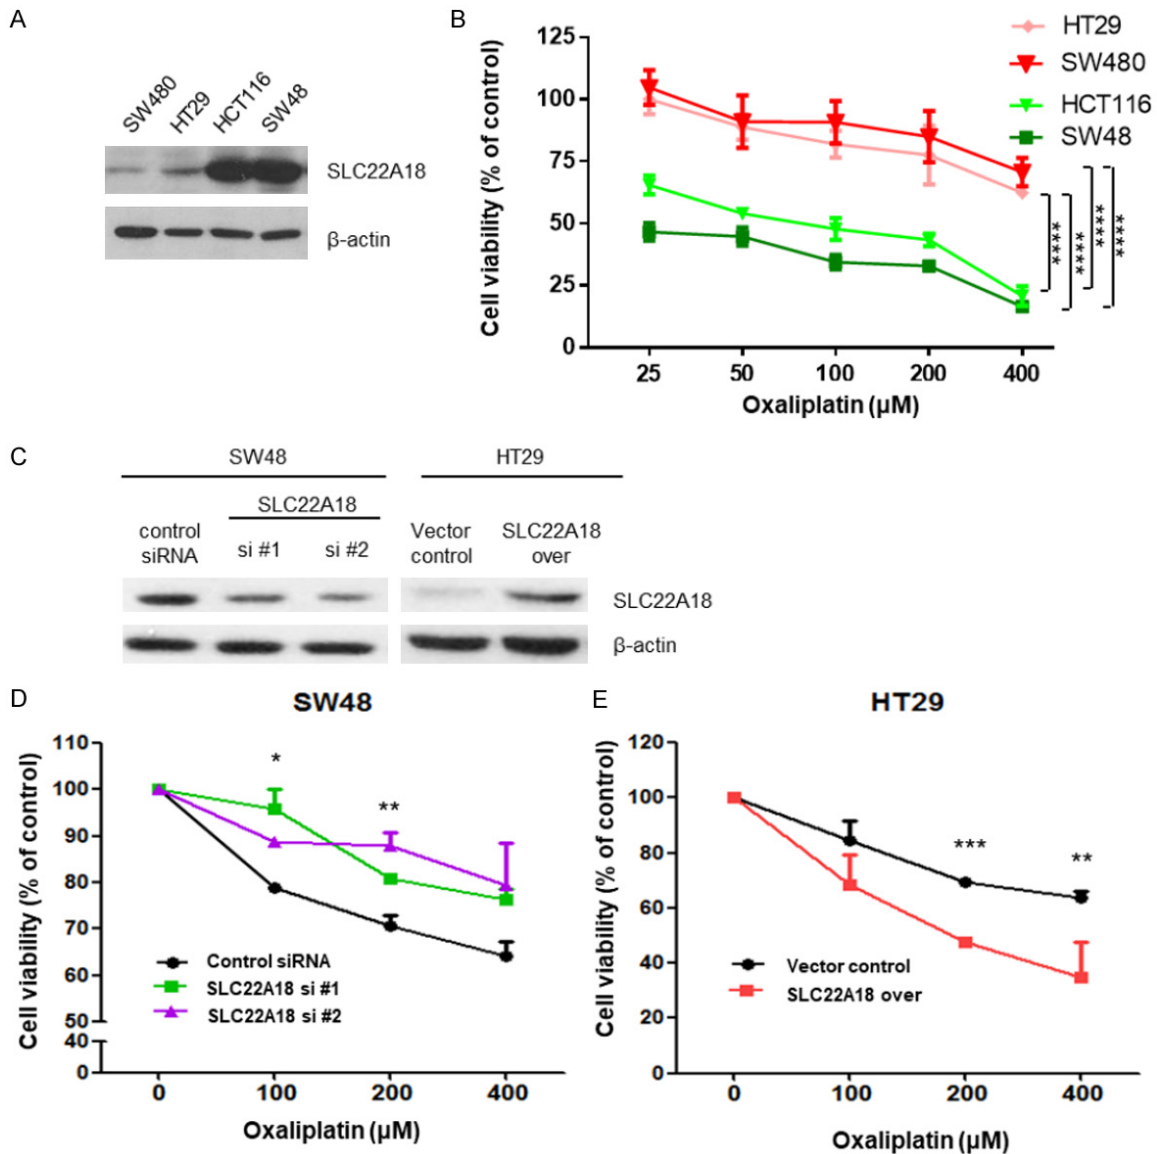 A
SW480
HT29
HCT116
SW48
SLC22A18
β-actin
B
Cell viability (% of control)
125
100
75
50
25
0
25 50 100 200 400
Oxaliplatin (µM)
HT29
SW480
HCT116
SW48
****
****
****
****
C
SW48
HT29
SLC22A18
control
siRNA
si #1
si #2
Vector
control
SLC22A18
over
SLC22A18
β-actin
D
SW48
Cell viability (% of control)
110
100
90
80
70
60
50
40
0
*
**
Control siRNA
SLC22A18 si #1
SLC22A18 si #2
0 100 200 400
Oxaliplatin (µM)
E
HT29
Cell viability (% of control)
120
100
80
60
40
20
0
***
**
Vector control
SLC22A18 over
0 100 200 400
Oxaliplatin (µM)